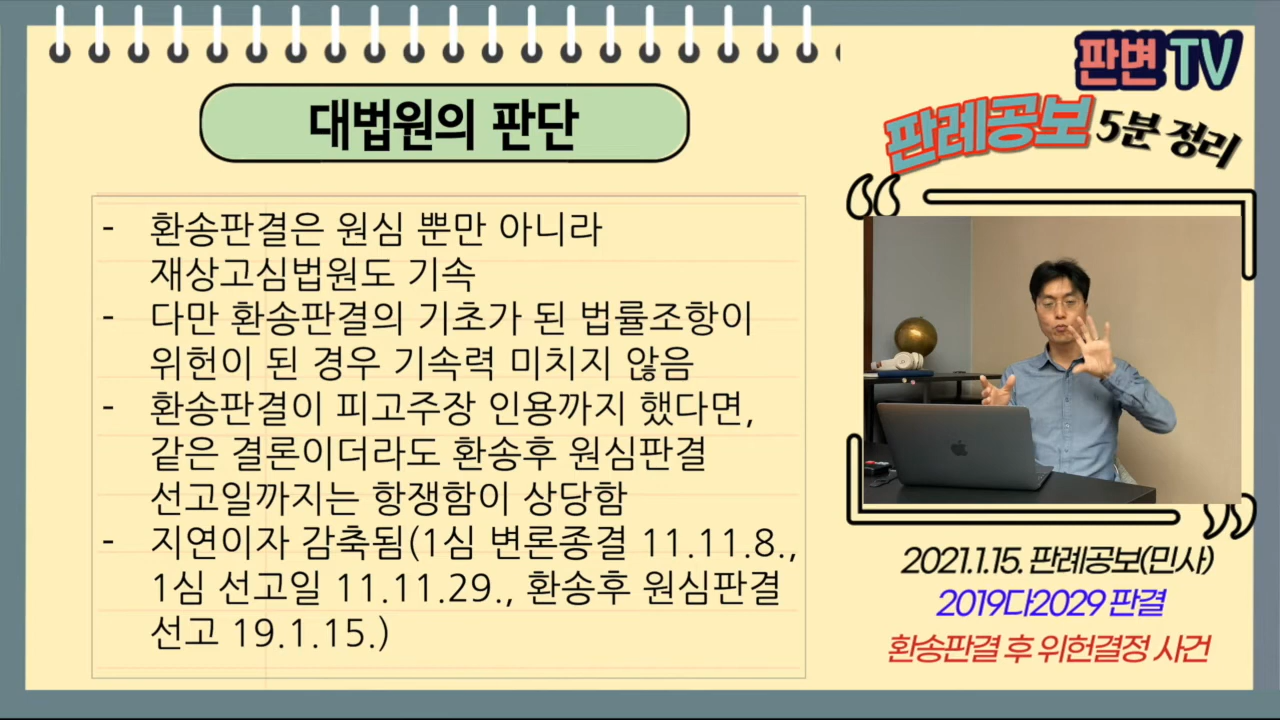 판변 TV
판례공보 5분 정리
대법원의 판단
- 환송판결은 원심 뿐만 아니라
재상고심법원도 기속
- 다만 환송판결의 기초가 된 법률조항이
위헌이 된 경우 기속력 미치지 않음
- 환송판결이 피고주장 인용까지 했다면,
같은 결론이더라도 환송후 원심판결
선고일까지는 항쟁함이 상당함
- 지연이자 감축됨(1심 변론종결 11.11.8.,
1심 선고일 11.11.29., 환송후 원심판결
선고 19.1.15.)
2021.1.15. 판례공보(민사)
2019다2029 판결
환송판결 후 위헌결정 사건